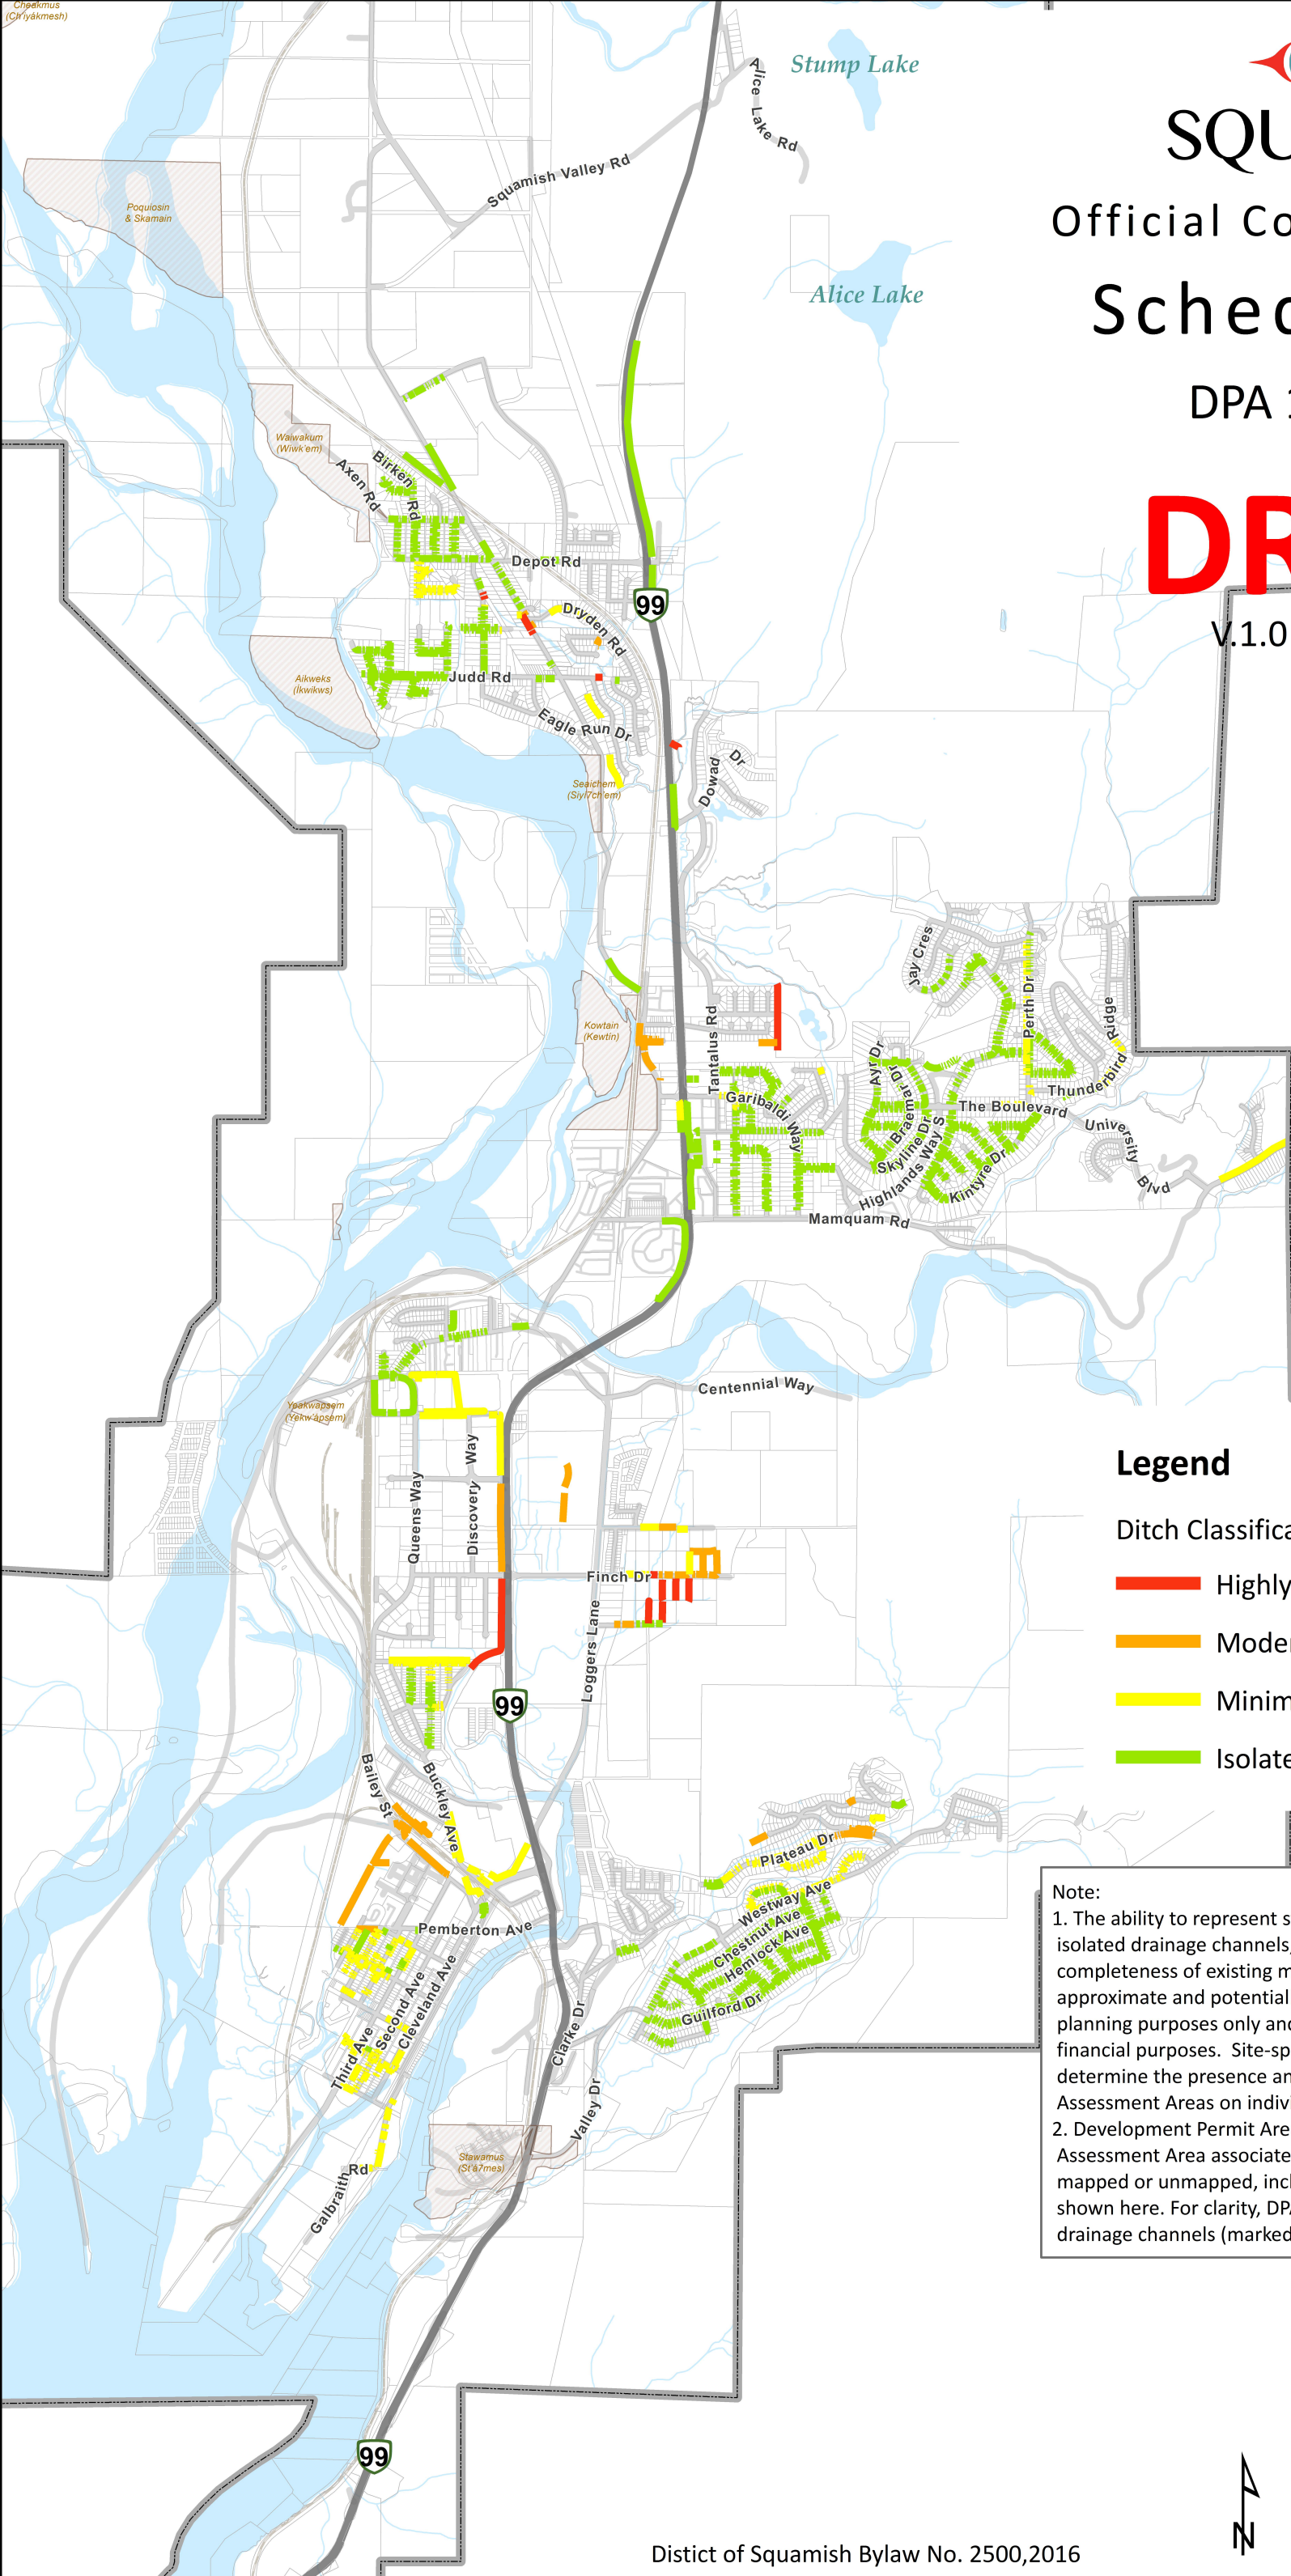 Cheakmus
(Ch'iyákmesh)
Stump Lake
Alice Lake Rd
SQU
Squamish Valley Rd
Official Co
Poquiosin
& Skamain
Alice Lake
Sched
DPA 1
Waiwakum
(Wiwk'em)
Axen Rd
Birken Rd
DR
V.1.0
Depot Rd
99
Dryden Rd
Aikweks
(Íkwikws)
Judd Rd
Eagle Run Dr
Seaichem
(Siyí7ch'em)
Dowad Dr
Jay Cres
Perth Dr
Ridge
Kowtain
(Kewtin)
Tantalus Rd
Ayr Dr
Thunderbird
Braemar Dr
Garibaldi Way
The Boulevard
University Blvd
Skyline Dr
Highlands Way S
Kintyre Dr
Mamquam Rd
Centennial Way
Yeakwapsem
(Yékw'ápsem)
Legend
Queens Way
Discovery Way
Ditch Classifica
Finch Dr
Highly
Loggers Lane
Moder
99
Minim
Isolate
Bailey St
Buckley Ave
Plateau Dr
Westway Ave
Chestnut Ave
Hemlock Ave
Guilford Dr
Pemberton Ave
Second Ave
Cleveland Ave
Third Ave
Clarke Dr
Valley Dr
Stawamus
(St'á7mes)
Galbraith Rd
Note:
1. The ability to represent s
isolated drainage channels,
completeness of existing m
approximate and potential
planning purposes only and
financial purposes. Site-sp
determine the presence an
Assessment Areas on indivi
2. Development Permit Are
Assessment Area associate
mapped or unmapped, incl
shown here. For clarity, DPA
drainage channels (marked
99
N
Distict of Squamish Bylaw No. 2500,2016